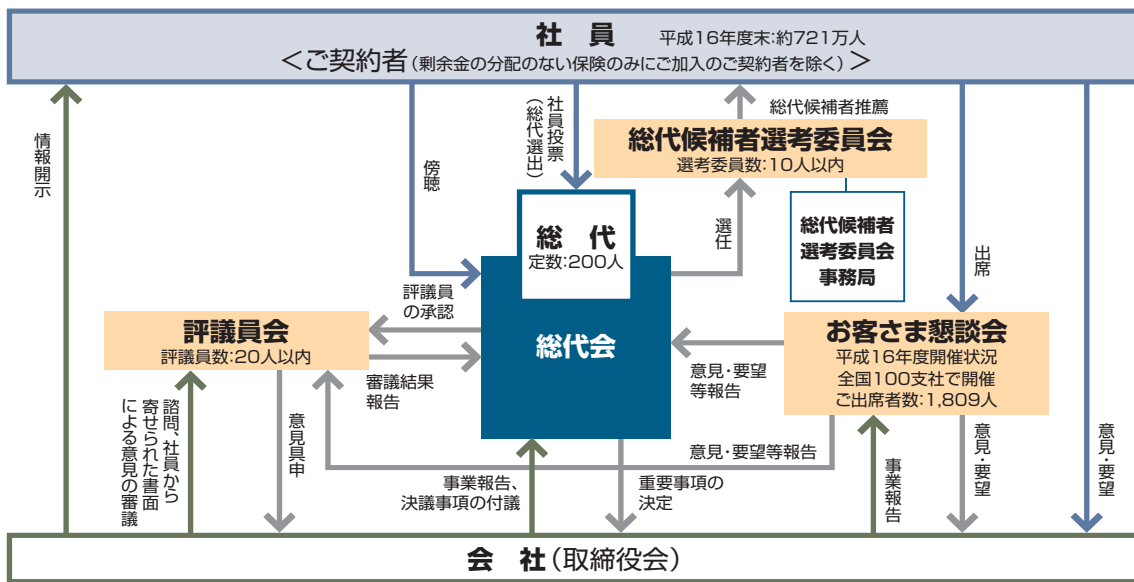 社 員 平成16年度末:約721万人
＜ご契約者(剰余金の分配のない保険のみにご加入のご契約者を除く)＞
情報開示
傍聴
社員投票
(総代選出)
総代候補者推薦
総代候補者選考委員会
選考委員数:10人以内
選任
総代候補者
選考委員会
事務局
出席
意見・要望
総 代
定数:200人
総代会
評議員
の承認
評議員会
評議員数:20人以内
審議結果
報告
意見・要望
等報告
お客さま懇談会
平成16年度開催状況
全国100支社で開催
ご出席者数:1,809人
諮問、社員から
寄せられた書面
による意見の審議
意見具申
意見・要望等報告
事業報告、
決議事項の付議
重要事項の
決定
事業報告
意見・要望
会 社(取締役会)